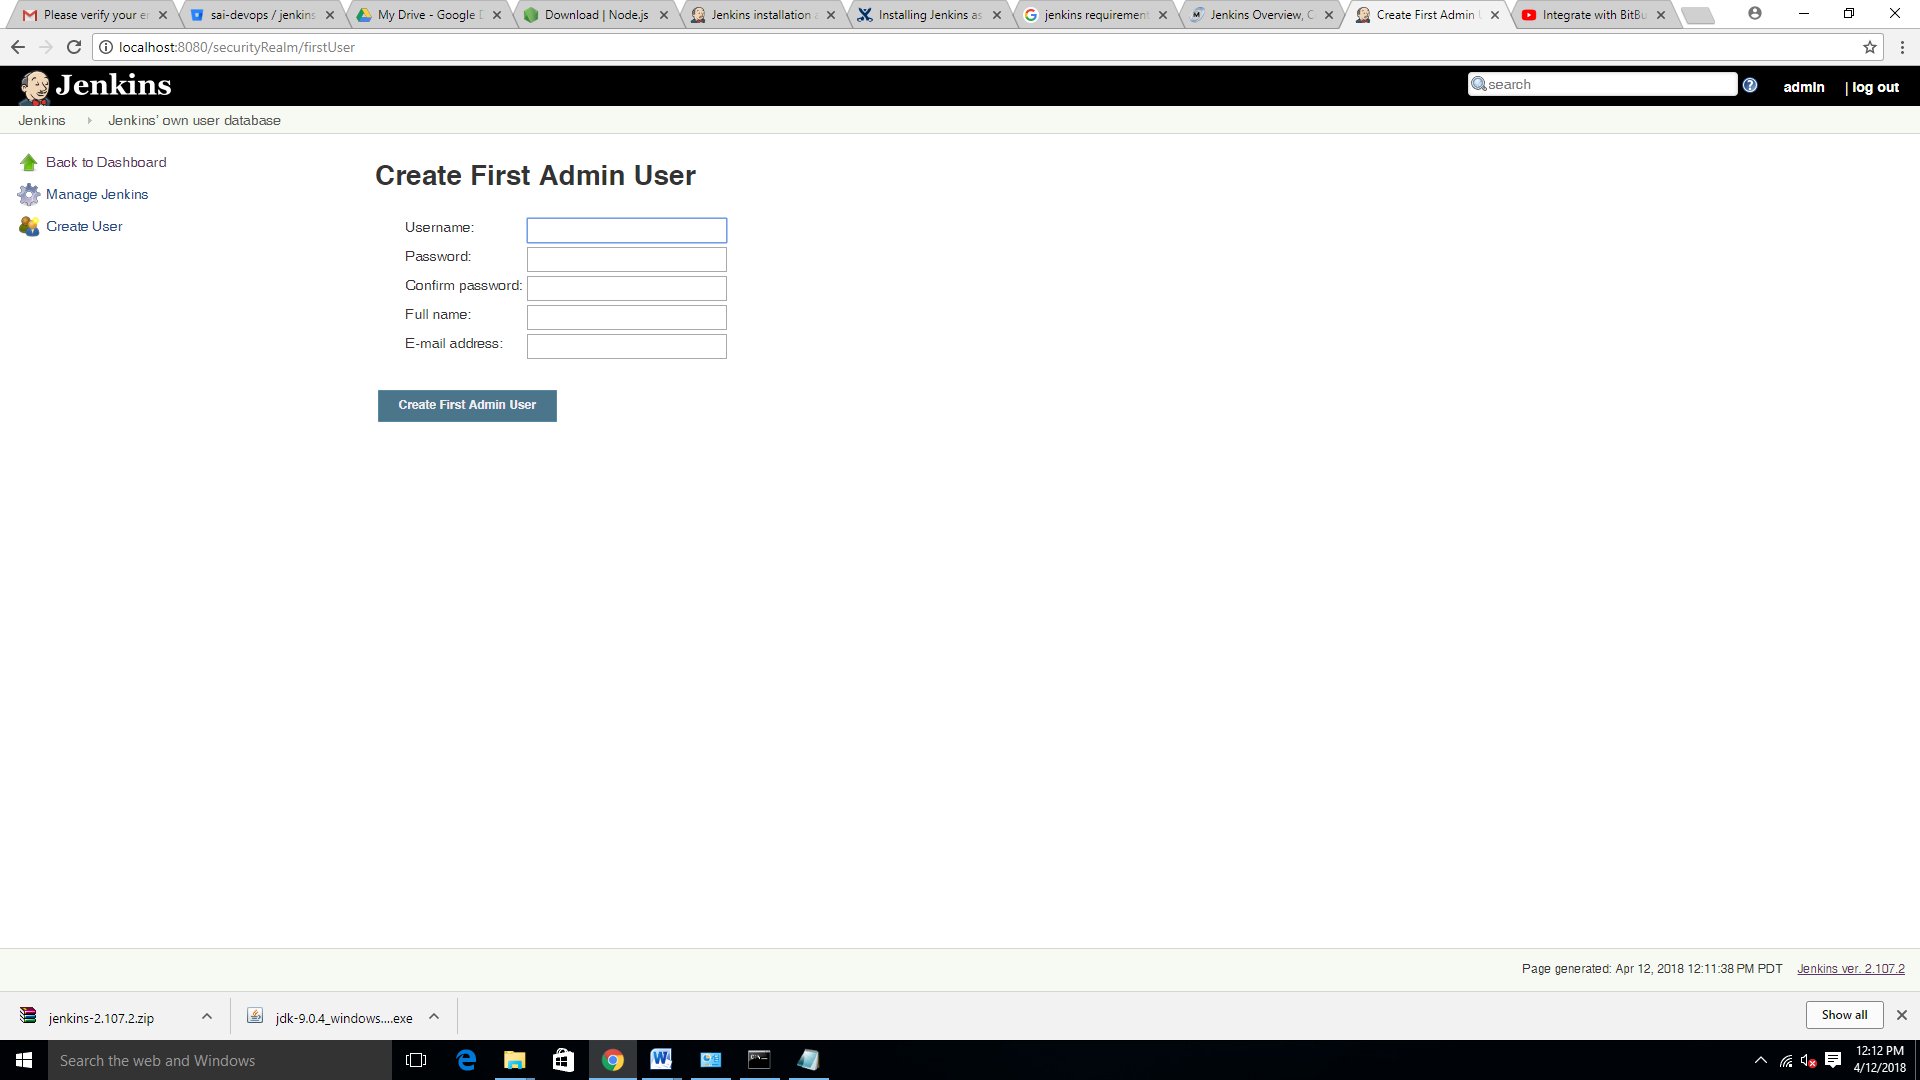 Please verify your er
sai-devops / jenkins
My Drive - Google D
Download | Node.js
Jenkins installation a
Installing Jenkins as
jenkins requirement
Jenkins Overview, C
Create First Admin U
Integrate with BitBu
localhost:8080/securityRealm/firstUser
Jenkins
search
admin
| log out
Jenkins
Jenkins' own user database
Back to Dashboard
Manage Jenkins
Create User
Create First Admin User
Username:
Password:
Confirm password:
Full name:
E-mail address:
Create First Admin User
Page generated: Apr 12, 2018 12:11:38 PM PDT
Jenkins ver. 2.107.2
jenkins-2.107.2.zip
jdk-9.0.4_windows....exe
Show all
Search the web and Windows
12:12 PM
4/12/2018